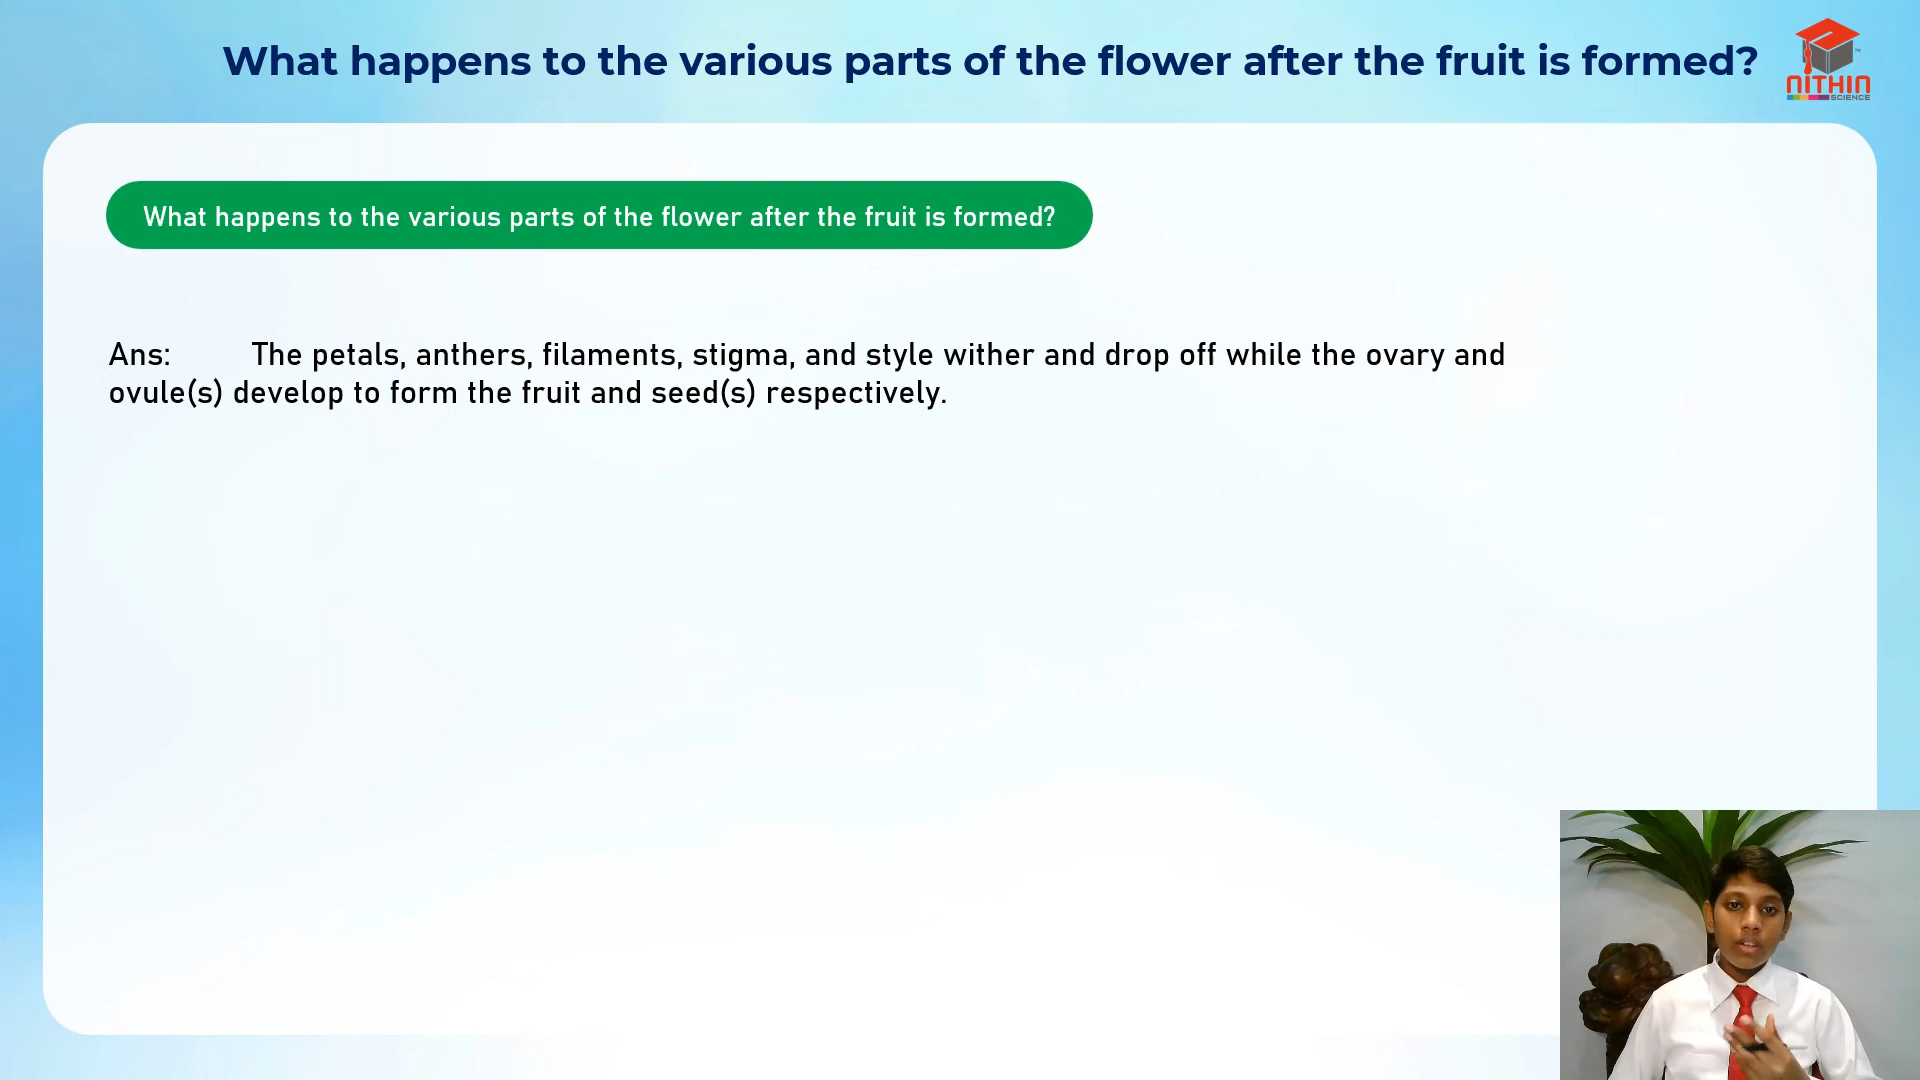 What happens to the various parts of the flower after the fruit is formed?
NITHIN
SCIENCE
What happens to the various parts of the flower after the fruit is formed?
Ans: The petals, anthers, filaments, stigma, and style wither and drop off while the ovary and
ovule(s) develop to form the fruit and seed(s) respectively.